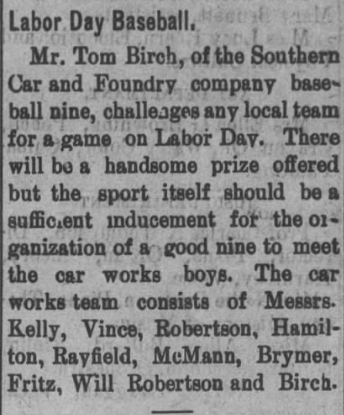 Labor Day Baseball.
Mr. Tom Birch, of the Southern
Car and Foundry company base-
ball nine, challenges any local team
for a game on Labor Day. There
will be a handsome prize offered
but the sport itself should be a
sufficient inducement for the or-
ganization of a good nine to meet
the car works boys. The car
works team consists of Messrs.
Kelly, Vince, Robertson, Hamil-
ton, Rayfield, McMann, Brymer,
Fritz, Will Robertson and Birch.